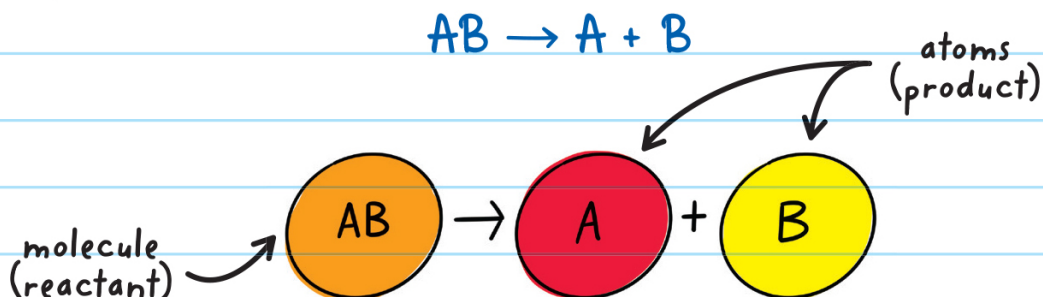 AB → A + B
atoms
(product)
AB → A + B
molecule
(reactant)